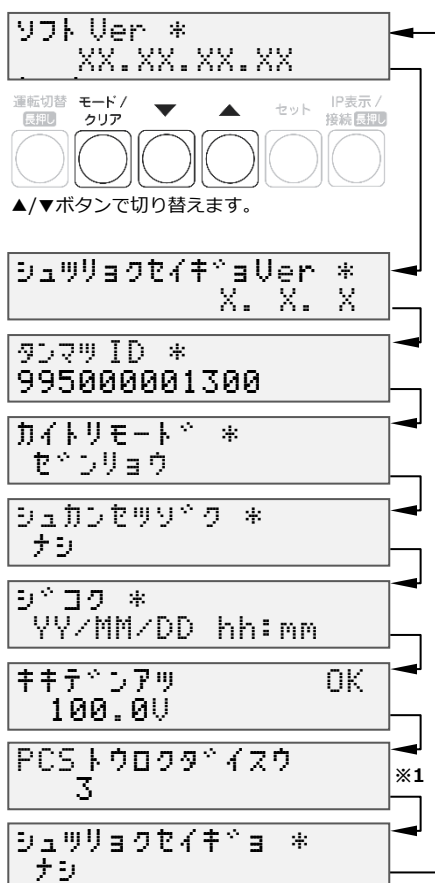 ソフトVer *
XX.XX.XX.XX
運転切替 モード/ ▼ ▲ セット IP表示/
長押し クリア 接続 長押し
▲/▼ボタンで切り替えます。
シュツリョクセイギョVer *
X. X. X
タンマツID *
995000001300
カイトリモード *
ゼンリョウ
シュカンセツゾク *
ナシ
ジコク *
YY/MM/DD hh:mm
キキデンアツ OK
100.0V
PCSトウロクダイスウ
3
※1
シュツリョクセイギョ *
ナシ